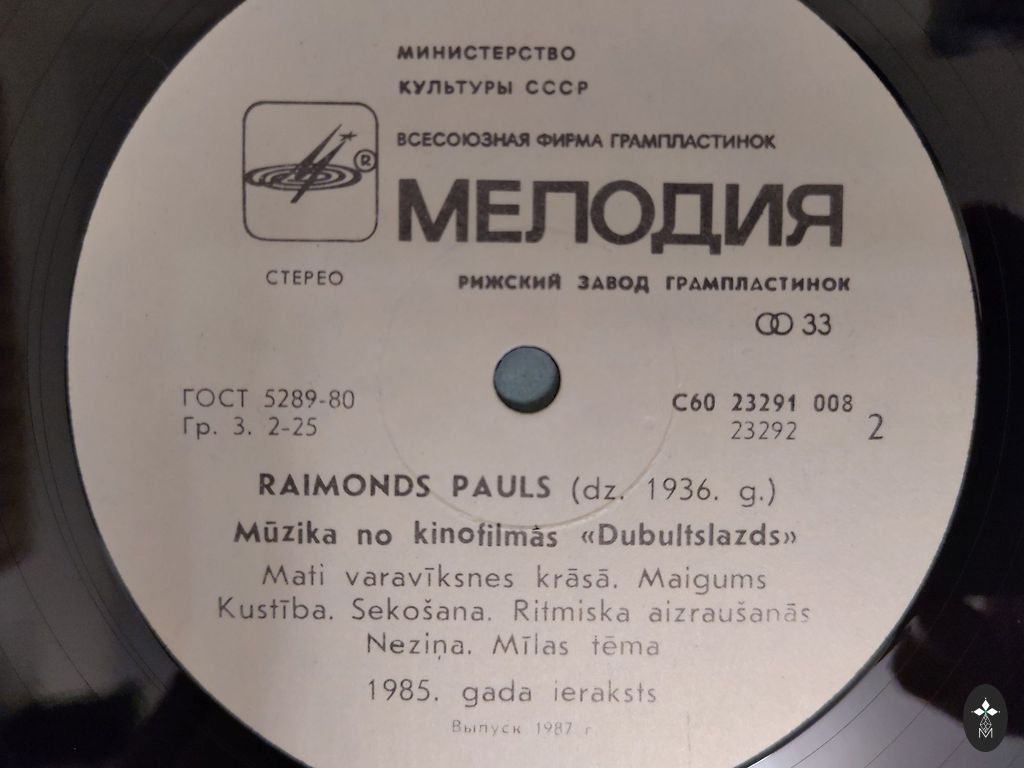 МИНИСТЕРСТВО
КУЛЬТУРЫ СССР
ВСЕСОЮЗНАЯ ФИРМА ГРАМПЛАСТИНОК
®
МЕЛОДИЯ
СТЕРЕО
РИЖСКИЙ ЗАВОД ГРАМПЛАСТИНОК
33
ГОСТ 5289-80
Гр. 3. 2-25
С60 23291 008
23292
2
RAIMONDS PAULS (dz. 1936. g.)
Mūzika no kinofilmās «Dubultslazds»
Mati varavīksnes krāsā. Maigums
Kustība. Sekošana. Ritmiska aizraušanās
Neziņa. Mīlas tēma
1985. gada ieraksts
Выпуск 1987 г.
M